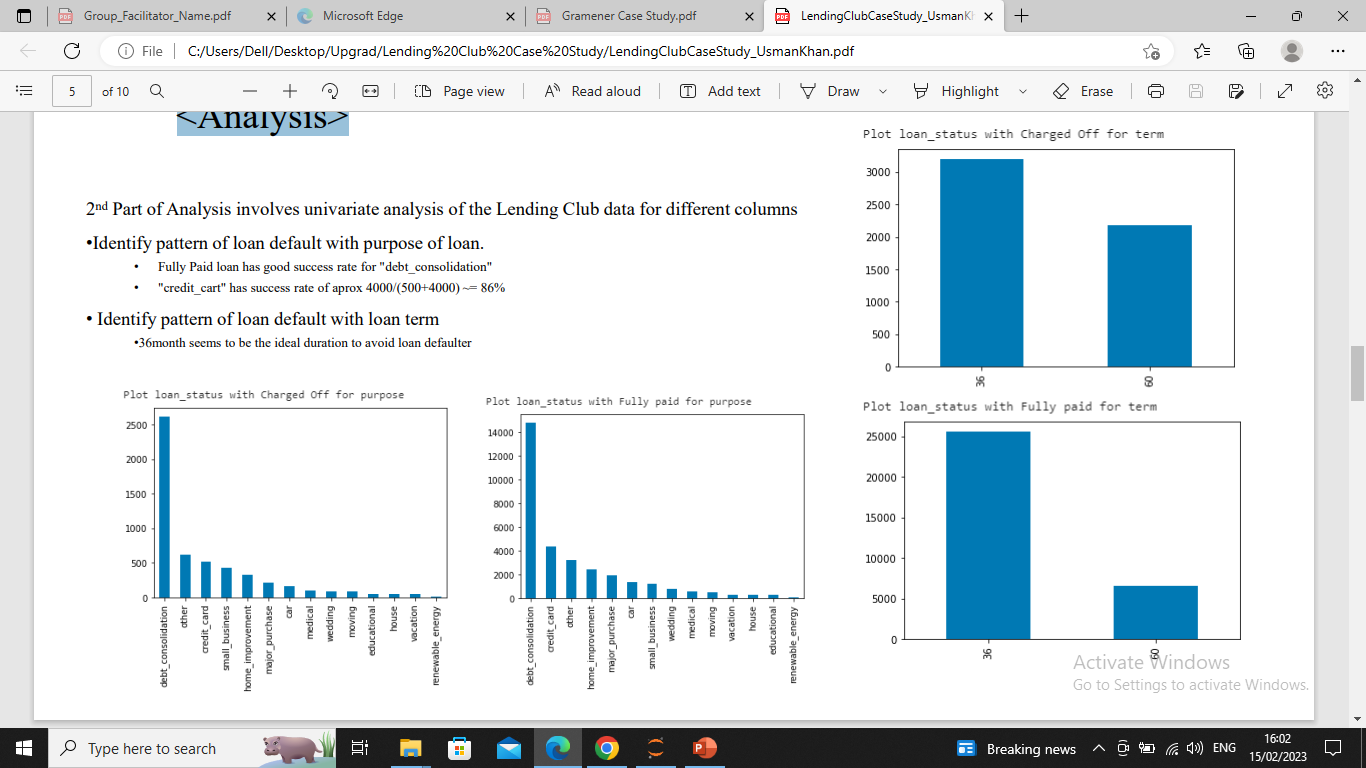 Group_Facilitator_Name.pdf
Microsoft Edge
Gramener Case Study.pdf
LendingClubCaseStudy_UsmanKh
File
C:/Users/Dell/Desktop/Upgrad/Lending%20Club%20Case%20Study/LendingClubCaseStudy_UsmanKhan.pdf
5 of 10
Page view
Read aloud
Add text
Draw
Highlight
Erase
<Analysis>
2nd Part of Analysis involves univariate analysis of the Lending Club data for different columns
•Identify pattern of loan default with purpose of loan.
• Fully Paid loan has good success rate for "debt_consolidation"
• "credit_cart" has success rate of aprox 4000/(500+4000) ~= 86%
• Identify pattern of loan default with loan term
•36month seems to be the ideal duration to avoid loan defaulter
Plot loan_status with Charged Off for term
3000
2500
2000
1500
1000
500
0
36
60
Plot loan_status with Charged Off for purpose
2500
2000
1500
1000
500
0
debt_consolidation
other
credit_card
small_business
home_improvement
major_purchase
car
medical
wedding
moving
educational
house
vacation
renewable_energy
Plot loan_status with Fully paid for purpose
14000
12000
10000
8000
6000
4000
2000
0
debt_consolidation
credit_card
other
home_improvement
major_purchase
car
small_business
wedding
medical
moving
vacation
house
educational
renewable_energy
Plot loan_status with Fully paid for term
25000
20000
15000
10000
5000
0
36
60
Activate Windows
Go to Settings to activate Windows.
Type here to search
Breaking news
ENG
16:02
15/02/2023